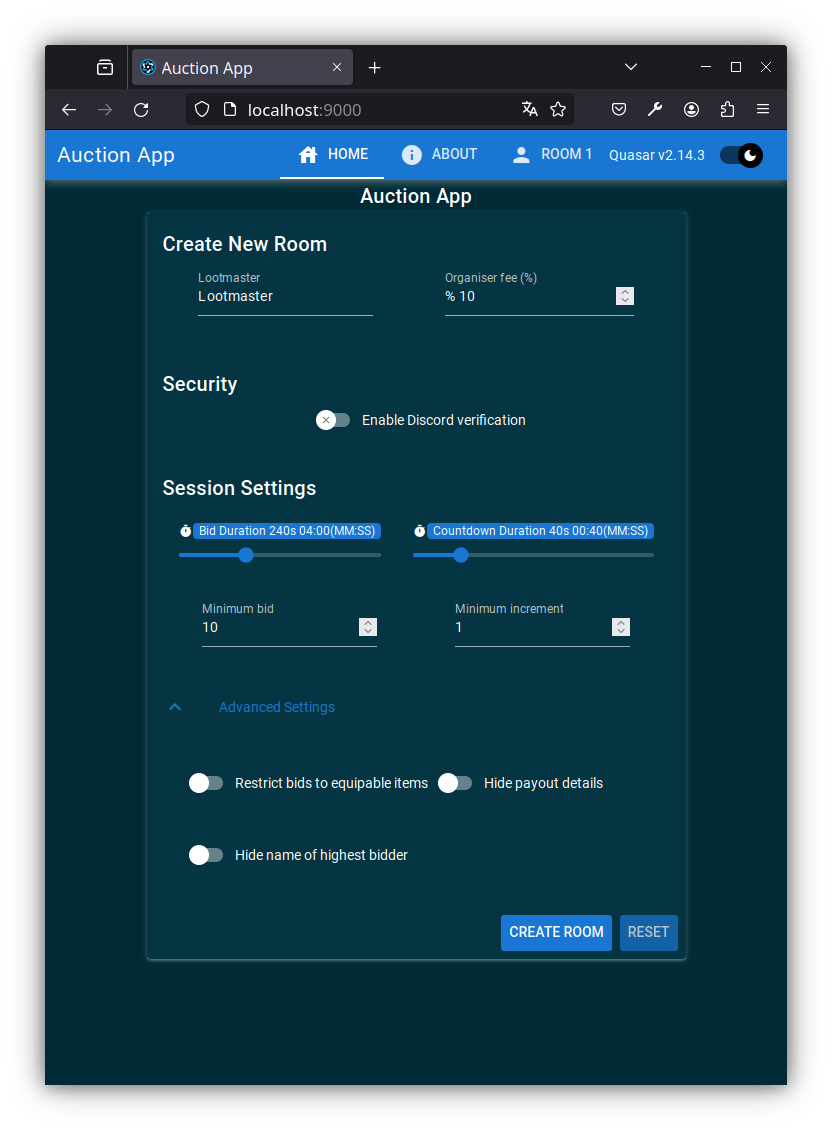 Auction App
localhost:9000
Auction App HOME ABOUT ROOM 1 Quasar v2.14.3
Auction App
Create New Room
Lootmaster Organiser fee (%)
Lootmaster % 10
Security
Enable Discord verification
Session Settings
Bid Duration 240s 04:00(MM:SS) Countdown Duration 40s 00:40(MM:SS)
Minimum bid Minimum increment
10 1
Advanced Settings
Restrict bids to equipable items Hide payout details
Hide name of highest bidder
CREATE ROOM RESET